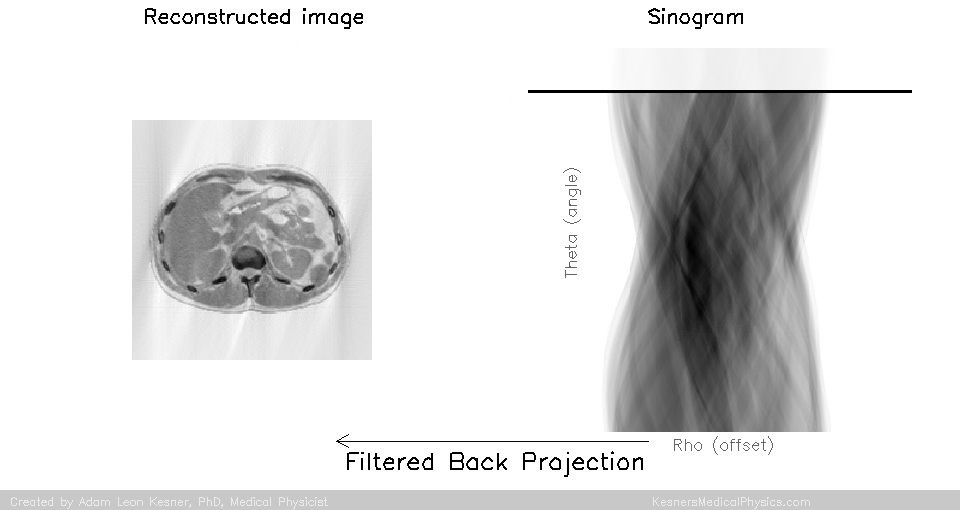 Reconstructed image
Sinogram
Theta (angle)
Rho (offset)
Filtered Back Projection
Created by Adam Leon Kesner, PhD, Medical Physicist
KesnersMedicalPhysics.com